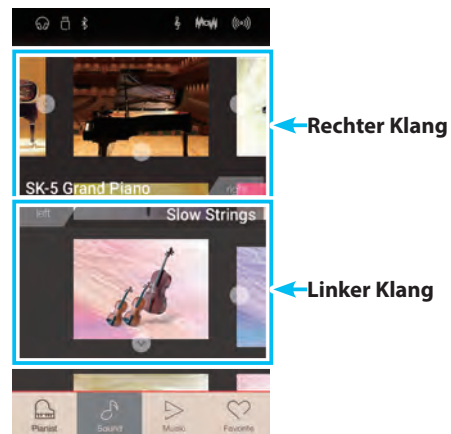 Rechter Klang
SK-5 Grand Piano
right
left
Slow Strings
Linker Klang
Pianist
Sound
Music
Favorite